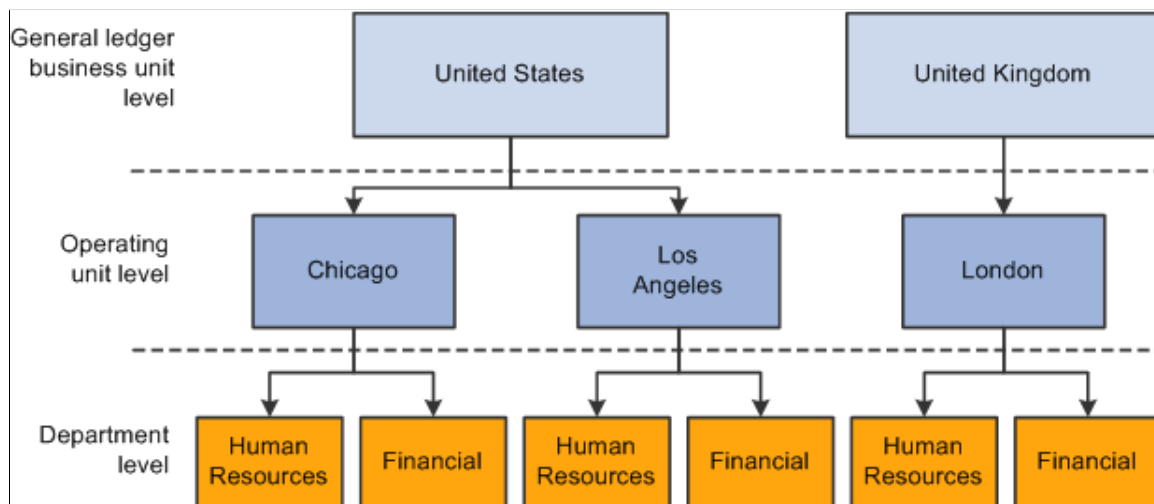 General ledger
business unit
level
United States
United Kingdom
Operating
unit level
Chicago
Los
Angeles
London
Department
level
Human
Resources
Financial
Human
Resources
Financial
Human
Resources
Financial